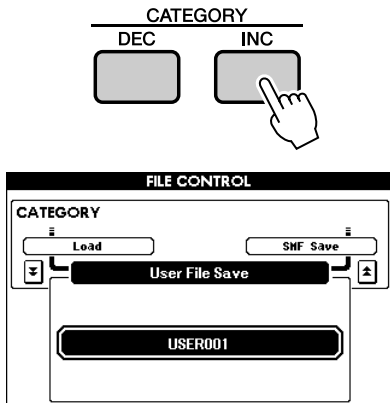 CATEGORY
DEC INC
FILE CONTROL
CATEGORY
Load SMF Save
User File Save
USER001